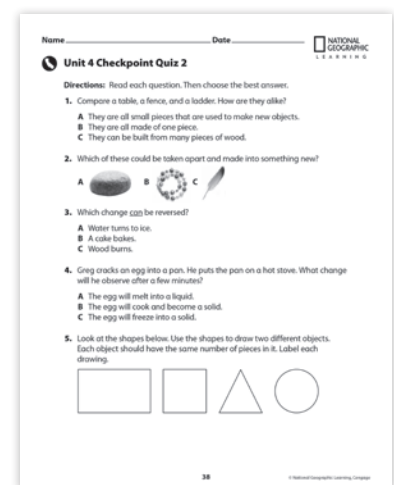 Name Date
NATIONAL
GEOGRAPHIC
LEARNING
Unit 4 Checkpoint Quiz 2
Directions: Read each question. Then choose the best answer.
1. Compare a table, a fence, and a ladder. How are they alike?
A They are all small pieces that are used to make new objects.
B They are all made of one piece.
C They can be built from many pieces of wood.
2. Which of these could be taken apart and made into something new?
A B C
3. Which change can be reversed?
A Water turns to ice.
B A cake bakes.
C Wood burns.
4. Greg cracks an egg into a pan. He puts the pan on a hot stove. What change
will he observe after a few minutes?
A The egg will melt into a liquid.
B The egg will cook and become a solid.
C The egg will freeze into a solid.
5. Look at the shapes below. Use the shapes to draw two different objects.
Each object should have the same number of pieces in it. Label each
drawing.
38
© National Geographic Learning, Cengage